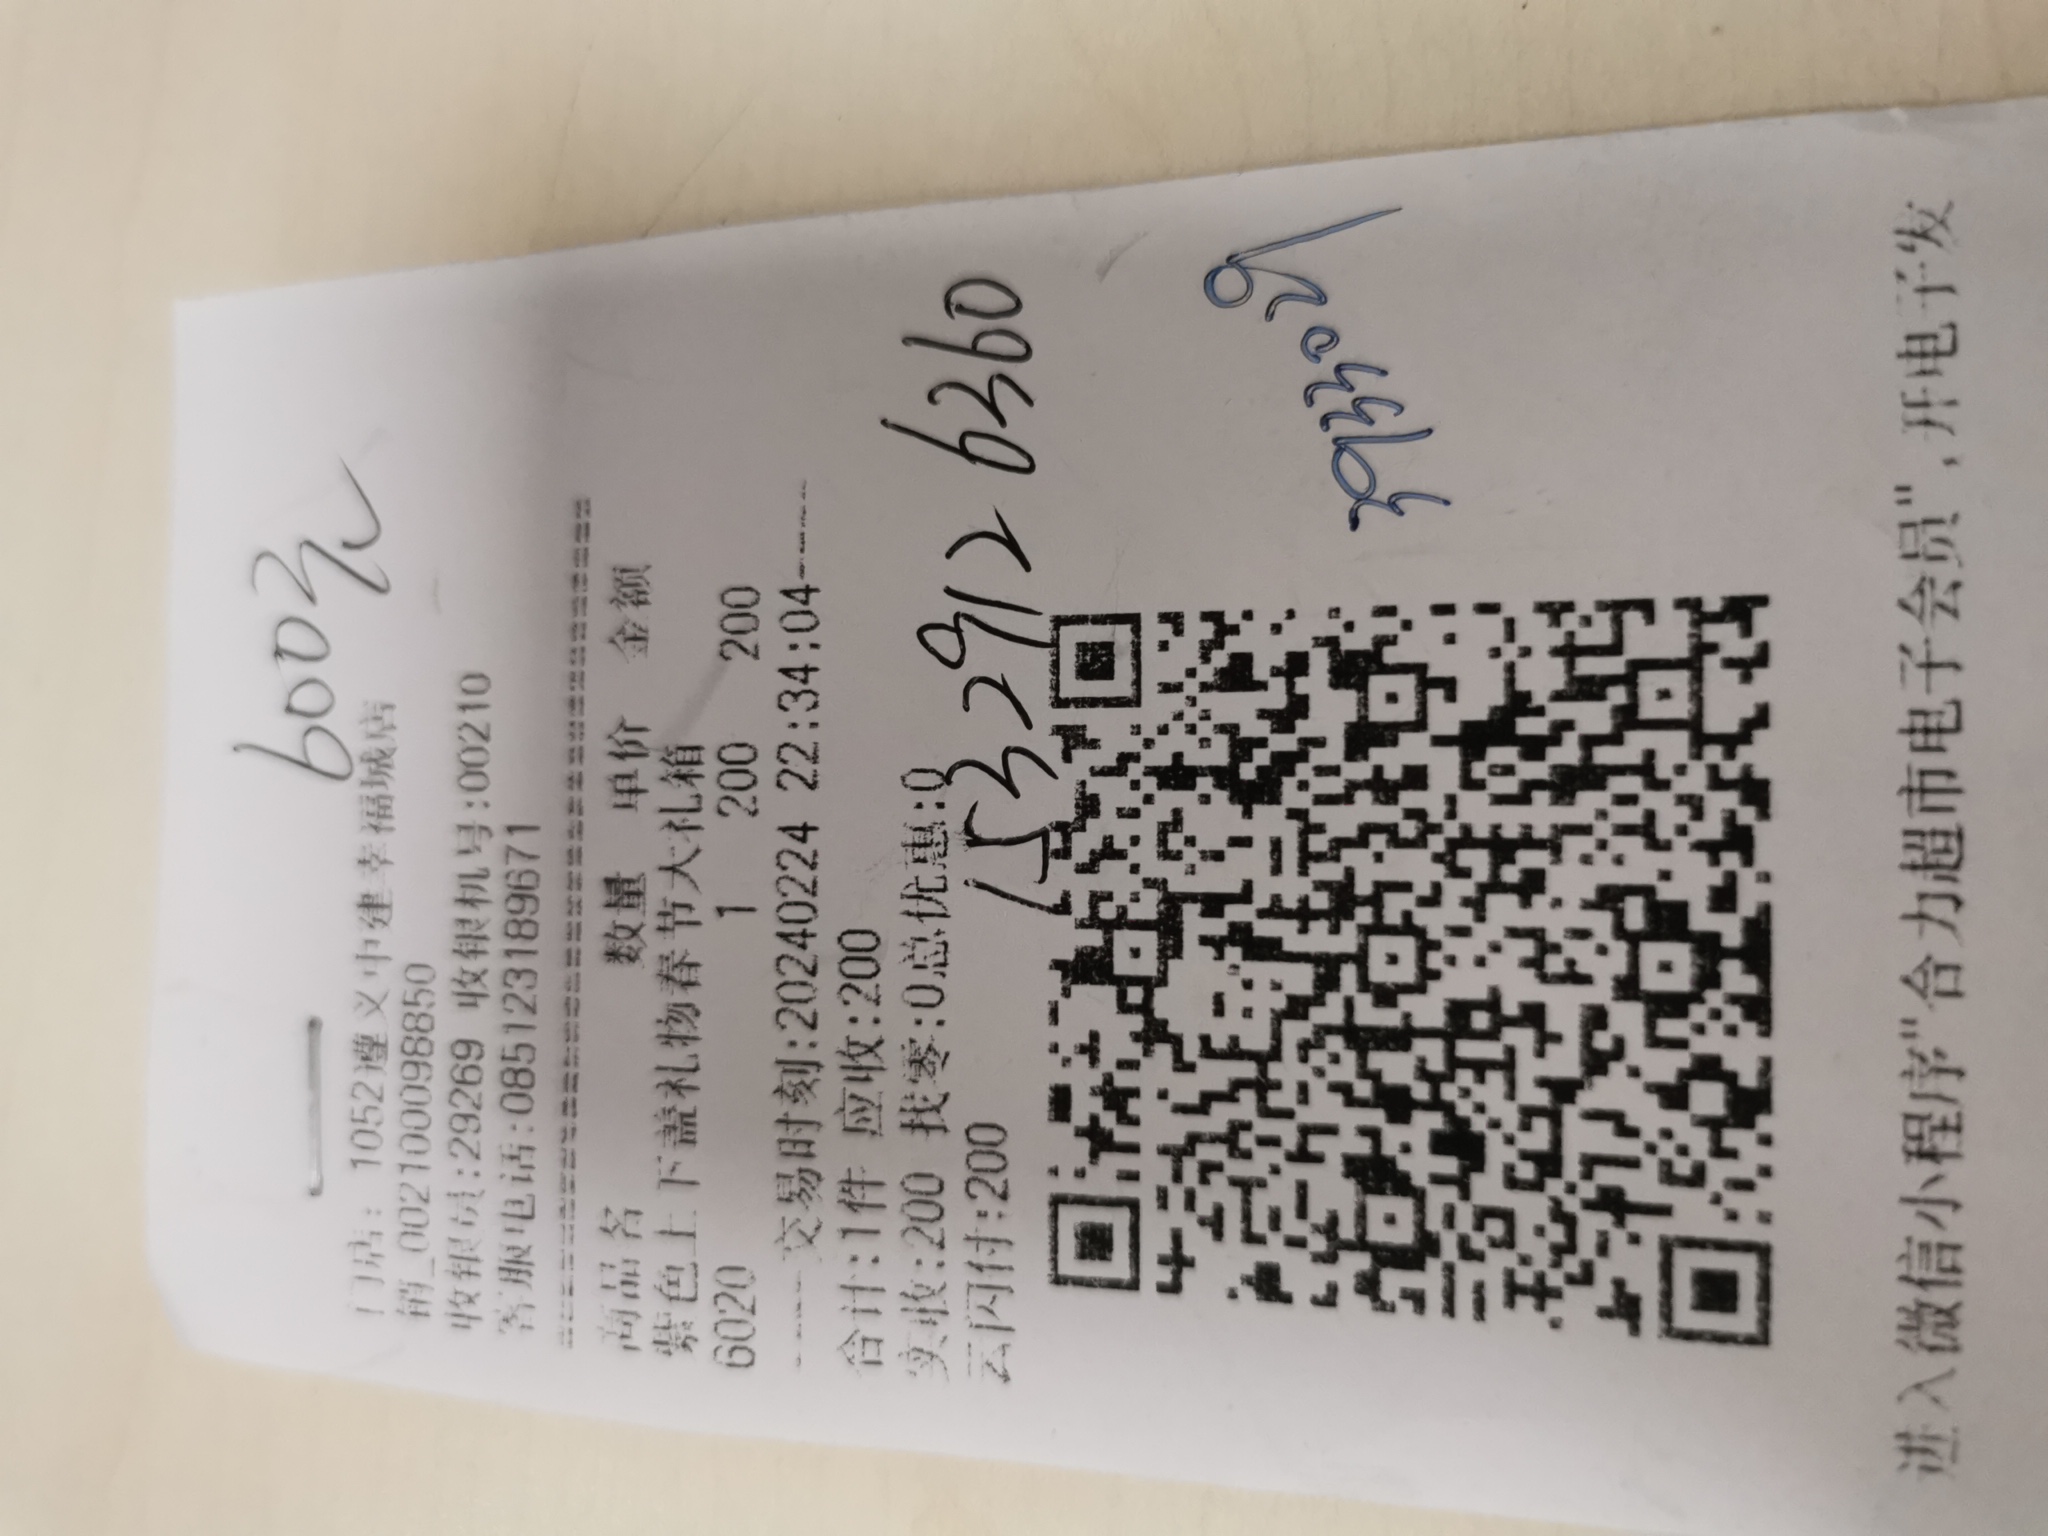 600元
门店: 1052遵义中建幸福城店
销_002100098850
收银员:29269 收银机号:00210
客服电话:085123189671
商品名 数量 单价 金额
紫色上下盖礼物春节大礼箱
6020 1 200 200
交易时刻:20240224 22:34:04
合计:1件 应收:200
实收:200 找零:0总优惠:0
云闪付:200
15329126360
进入微信小程序"合力超市电子会员",开电子发